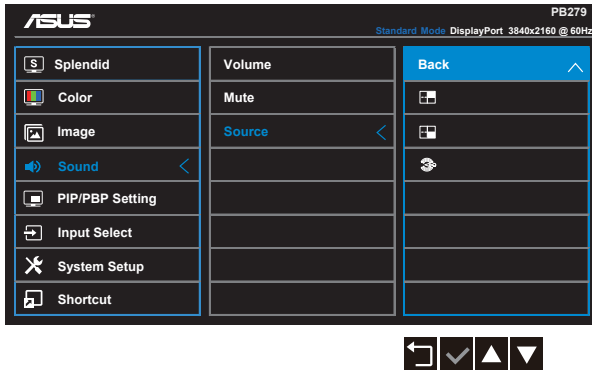 ASUS
PB279
Standard Mode DisplayPort 3840x2160 @ 60Hz
S Splendid
Color
Image
Sound
PIP/PBP Setting
Input Select
System Setup
Shortcut
Volume
Mute
Source
Back